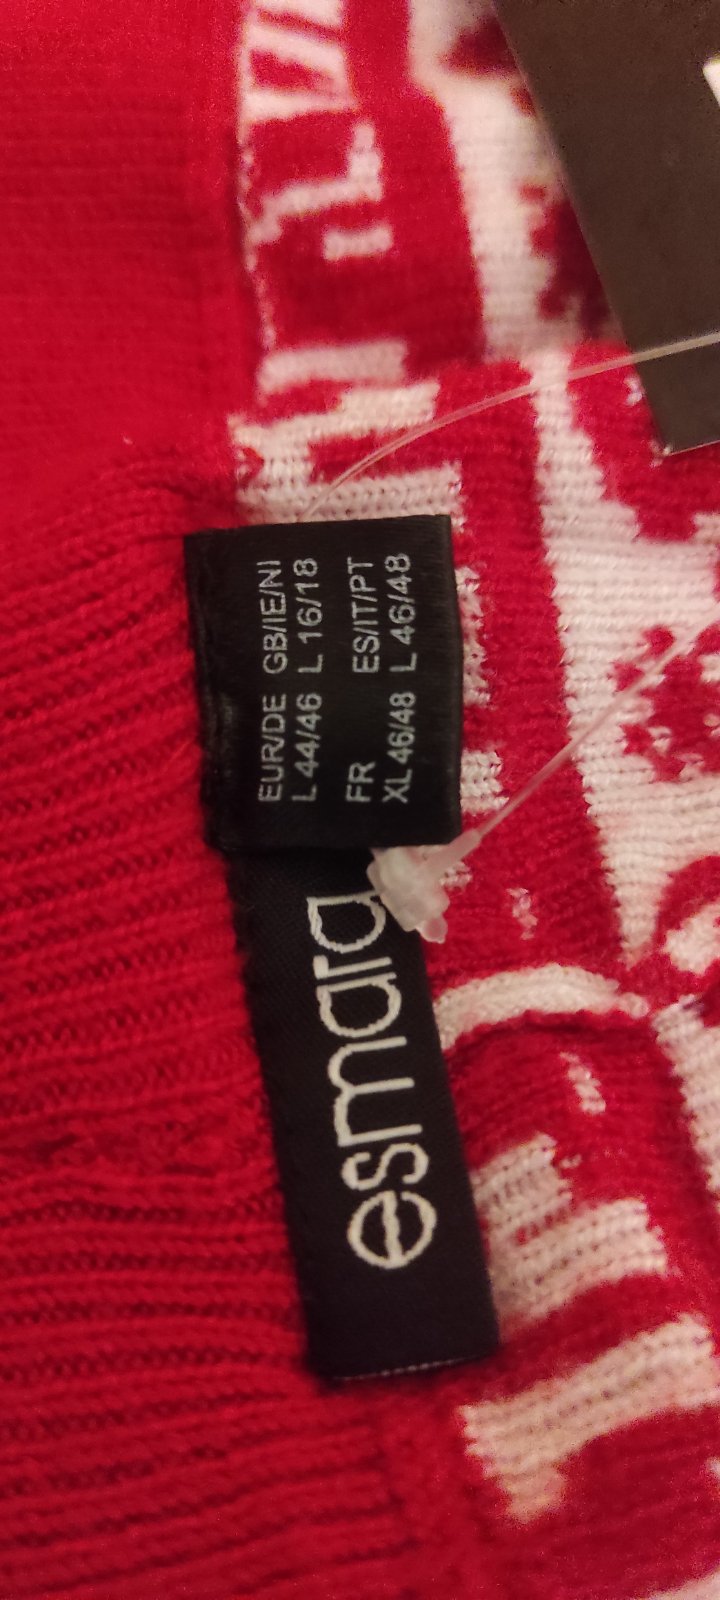 EUR/DE GB/IE/NI
L 44/46 L 16/18
FR ES/IT/PT
XL 46/48 L 46/48
esmara